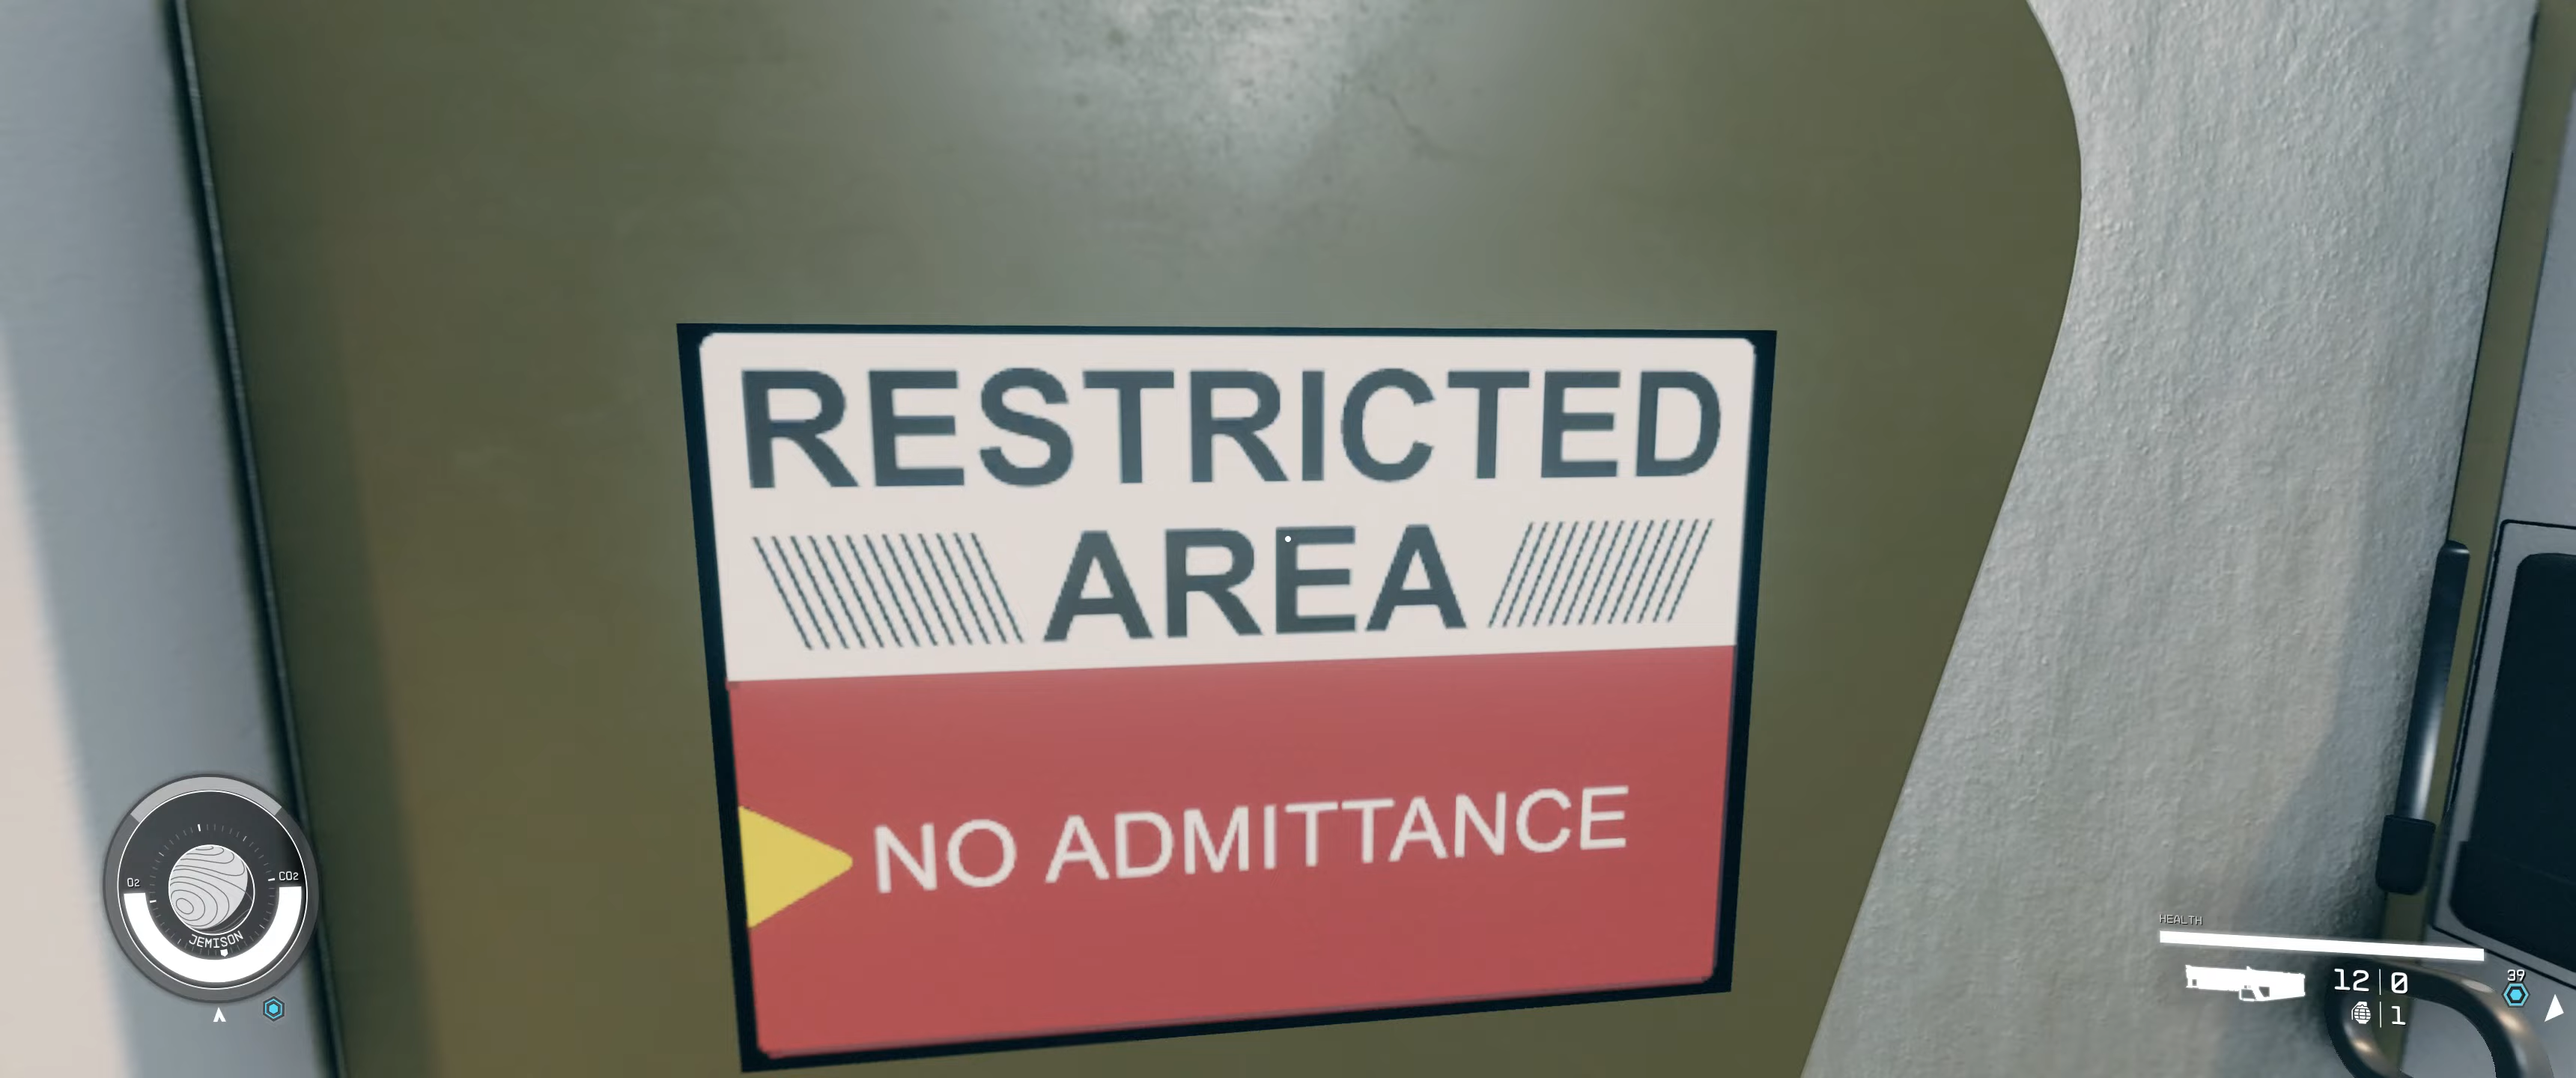 RESTRICTED
AREA
NO ADMITTANCE
O2
CO2
JEMISON
HEALTH
12 | 0
39
1